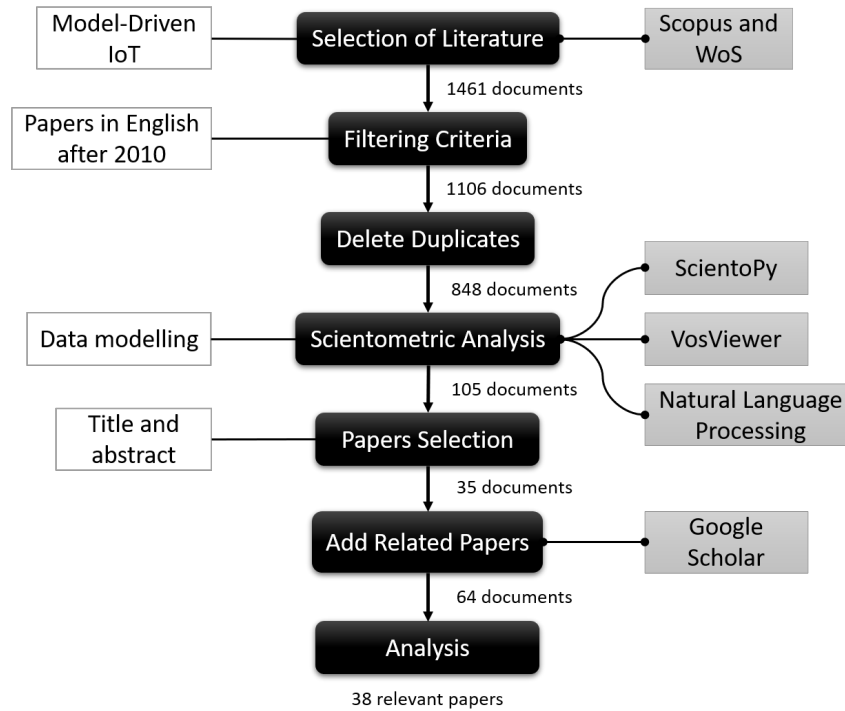 Model-Driven
IoT
Selection of Literature
Scopus and
WoS
1461 documents
Papers in English
after 2010
Filtering Criteria
1106 documents
Delete Duplicates
848 documents
ScientoPy
Data modelling
Scientometric Analysis
VosViewer
Natural Language
Processing
105 documents
Title and
abstract
Papers Selection
35 documents
Add Related Papers
Google
Scholar
64 documents
Analysis
38 relevant papers